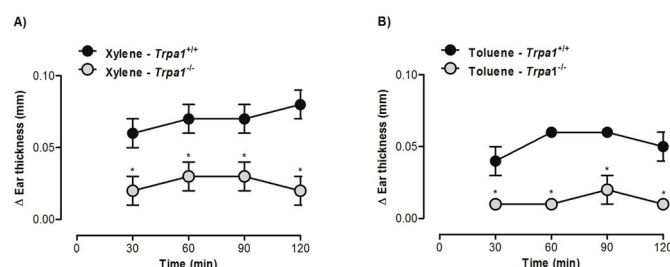 A)
Xylene - Trpa1+/+
Xylene - Trpa1-/-
Δ Ear thickness (mm)
0.10
0.05
0.00
* * * *
0 30 60 90 120
Time (min)
B)
Toluene - Trpa1+/+
Toluene - Trpa1-/-
Δ Ear thickness (mm)
0.10
0.05
0.00
* * * *
0 30 60 90 120
Time (min)